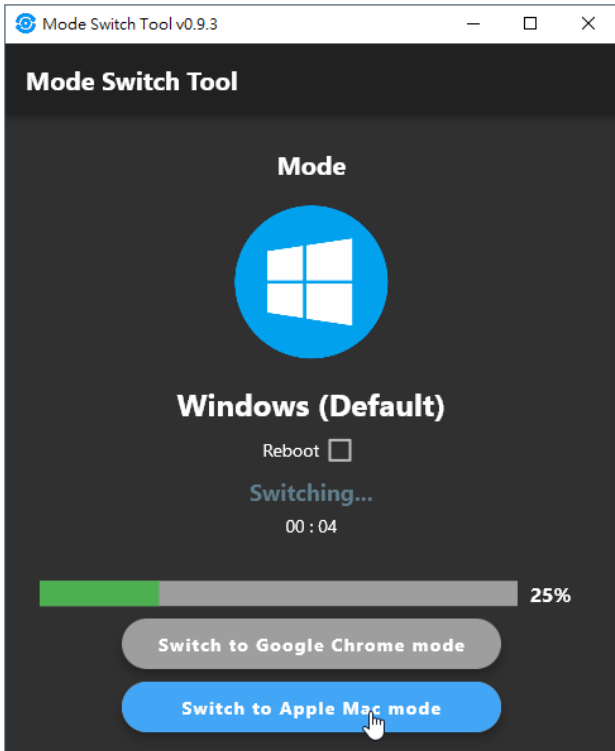 Mode Switch Tool v0.9.3
Mode Switch Tool
Mode
Windows (Default)
Reboot
Switching...
00 : 04
25%
Switch to Google Chrome mode
Switch to Apple Mac mode